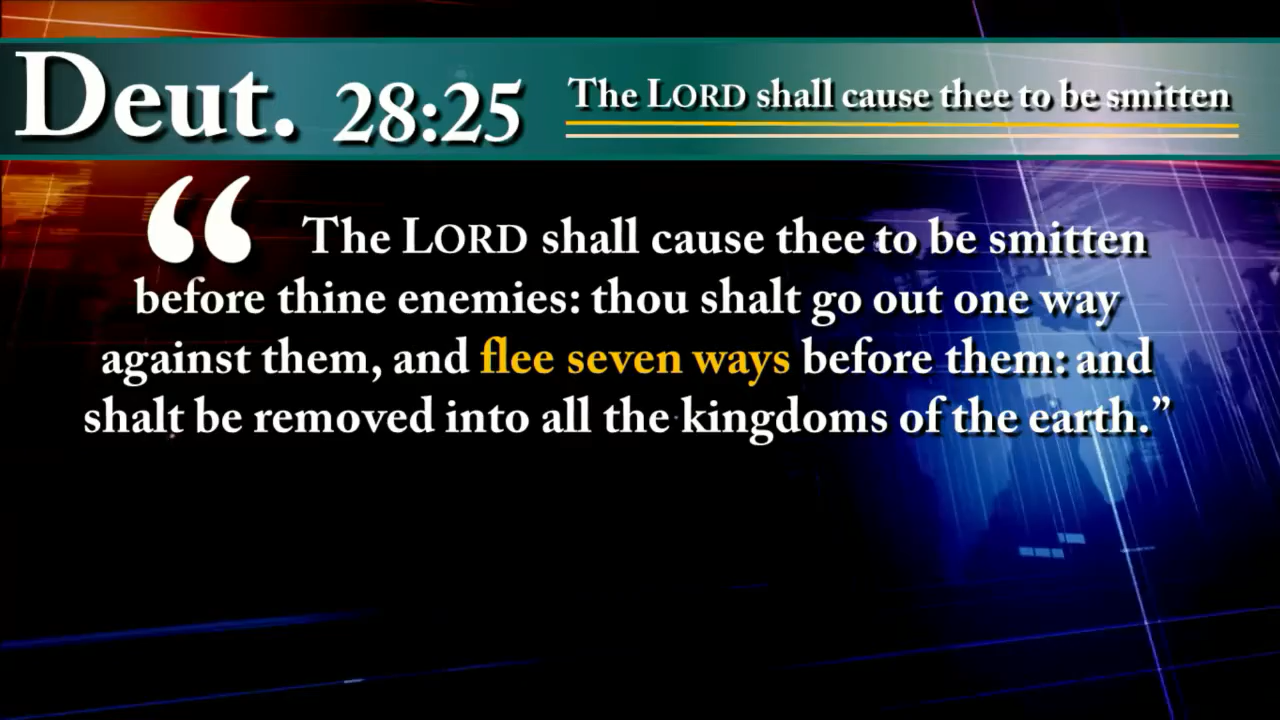 Deut. 28:25
The LORD shall cause thee to be smitten
“ The LORD shall cause thee to be smitten
before thine enemies: thou shalt go out one way
against them, and flee seven ways before them: and
shalt be removed into all the kingdoms of the earth.”